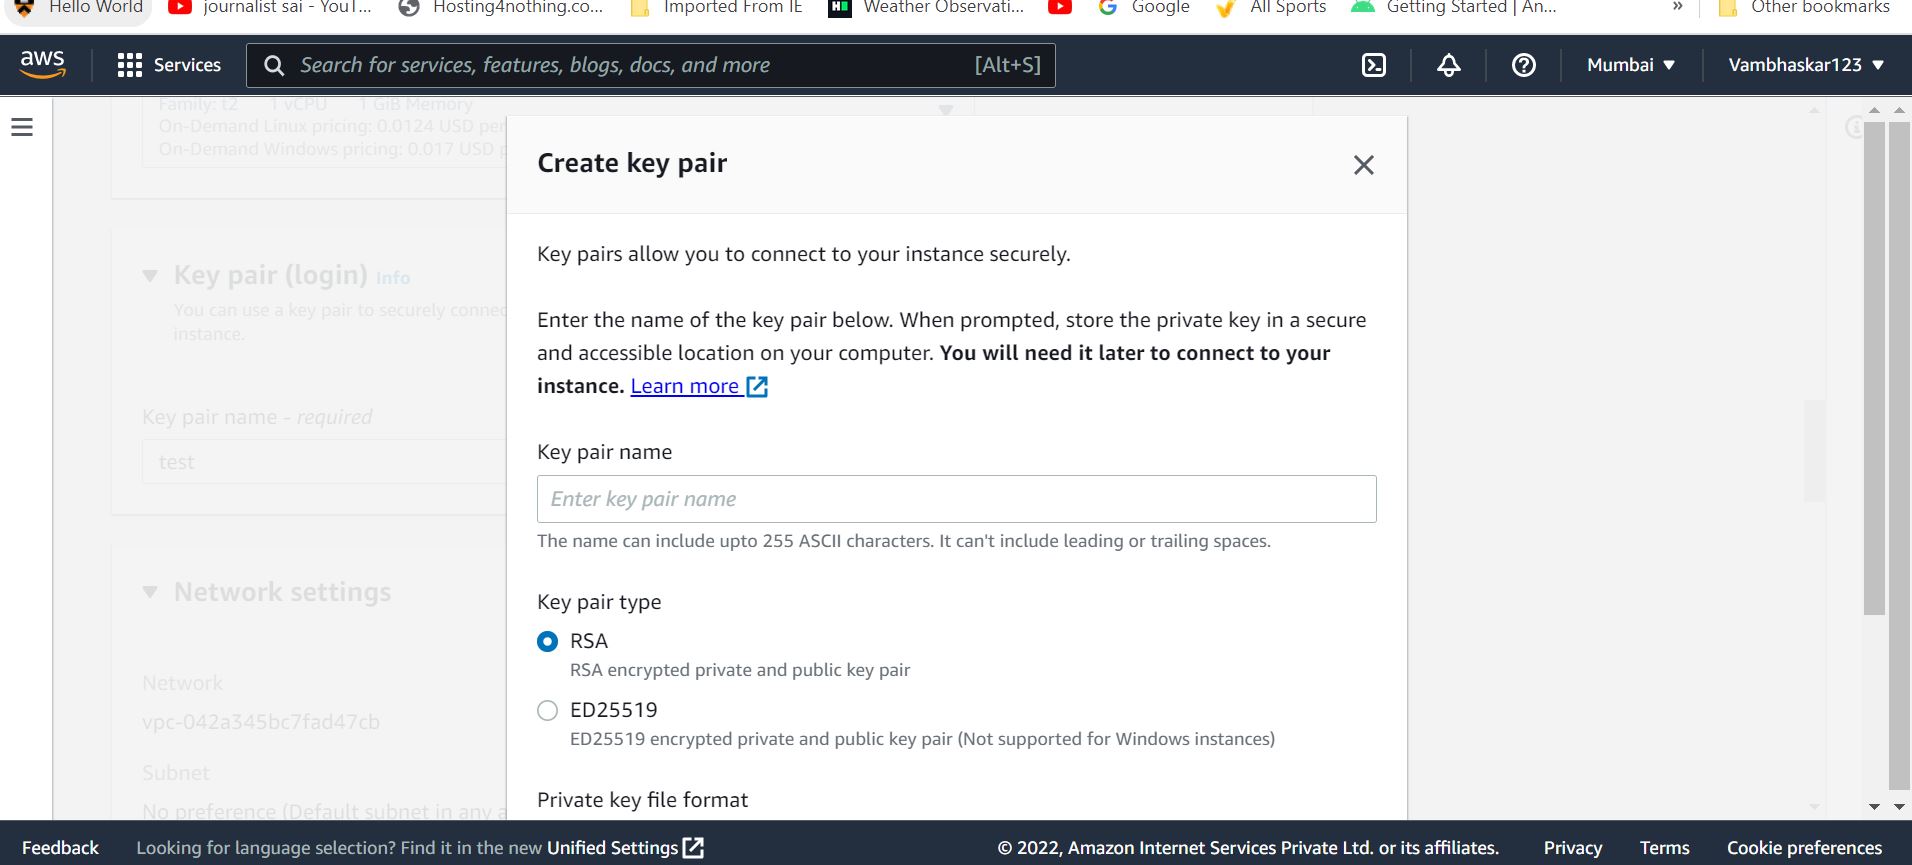 Hello World
journalist sai - YouT...
Hosting4nothing.co...
Imported From IE
Weather Observati...
Google
All Sports
Getting Started | An...
»
Other bookmarks
aws
Services
Search for services, features, blogs, docs, and more
[Alt+S]
Mumbai
Vambhaskar123
Family: t2 1 vCPU 1 GiB Memory
On-Demand Linux pricing: 0.0124 USD per
On-Demand Windows pricing: 0.017 USD p
Key pair (login) Info
You can use a key pair to securely connec
instance.
Key pair name - required
test
Network settings
Network
vpc-042a345bc7fad47cb
Subnet
No preference (Default subnet in any a
Create key pair
Key pairs allow you to connect to your instance securely.
Enter the name of the key pair below. When prompted, store the private key in a secure
and accessible location on your computer. You will need it later to connect to your
instance. Learn more
Key pair name
Enter key pair name
The name can include upto 255 ASCII characters. It can't include leading or trailing spaces.
Key pair type
RSA
RSA encrypted private and public key pair
ED25519
ED25519 encrypted private and public key pair (Not supported for Windows instances)
Private key file format
Feedback
Looking for language selection? Find it in the new Unified Settings
© 2022, Amazon Internet Services Private Ltd. or its affiliates.
Privacy
Terms
Cookie preferences